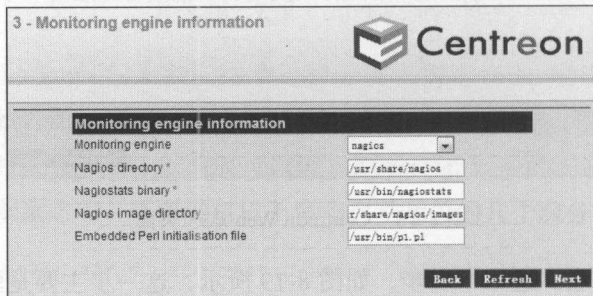 3 - Monitoring engine information
Centreon
Monitoring engine information
Monitoring engine nagios
Nagios directory * /usr/share/nagios
Nagiostats binary * /usr/bin/nagiostats
Nagios image directory r/share/nagios/images
Embedded Perl initialisation file /usr/bin/p1.pl
Back Refresh Next